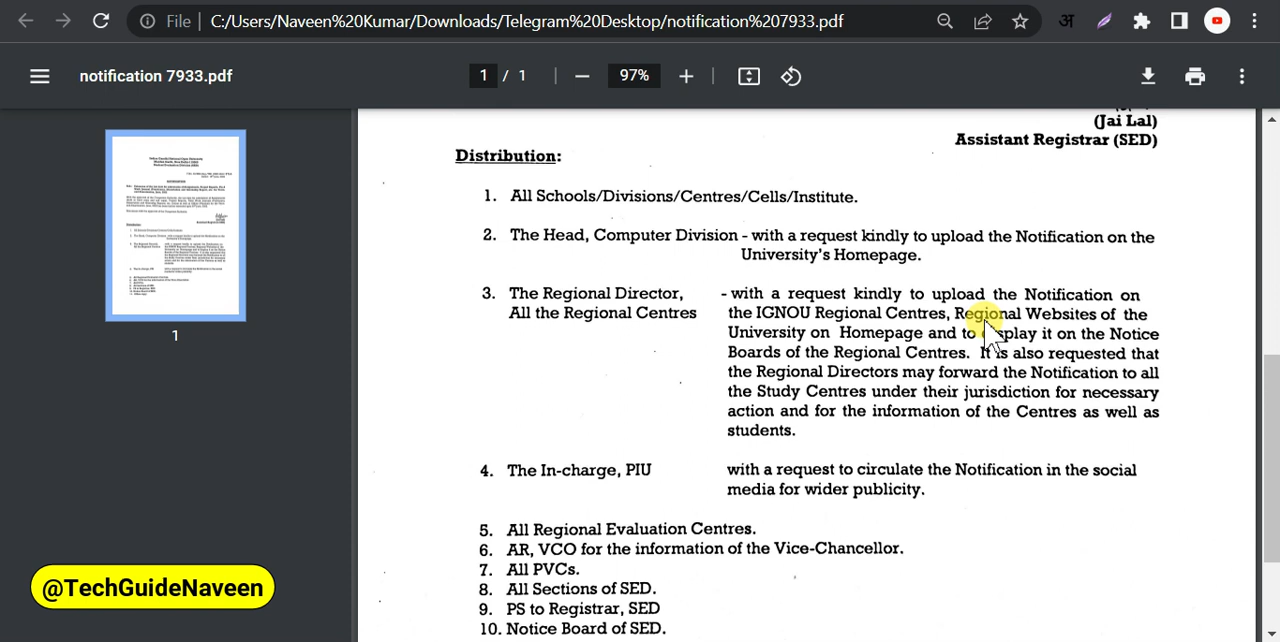 File
C:/Users/Naveen%20Kumar/Downloads/Telegram%20Desktop/notification%207933.pdf
अ
notification 7933.pdf
1 / 1
97%
(Jai Lal)
Assistant Registrar (SED)
Distribution:
1. All Schools/Divisions/Centres/Cells/Institute.
2. The Head, Computer Division - with a request kindly to upload the Notification on the
University's Homepage.
3. The Regional Director, - with a request kindly to upload the Notification on
All the Regional Centres the IGNOU Regional Centres, Regional Websites of the
University on Homepage and to display it on the Notice
Boards of the Regional Centres. It is also requested that
the Regional Directors may forward the Notification to all
the Study Centres under their jurisdiction for necessary
action and for the information of the Centres as well as
students.
4. The In-charge, PIU with a request to circulate the Notification in the social
media for wider publicity.
5. All Regional Evaluation Centres.
6. AR, VCO for the information of the Vice-Chancellor.
7. All PVCs.
8. All Sections of SED.
9. PS to Registrar, SED
10. Notice Board of SED.
1
@TechGuideNaveen